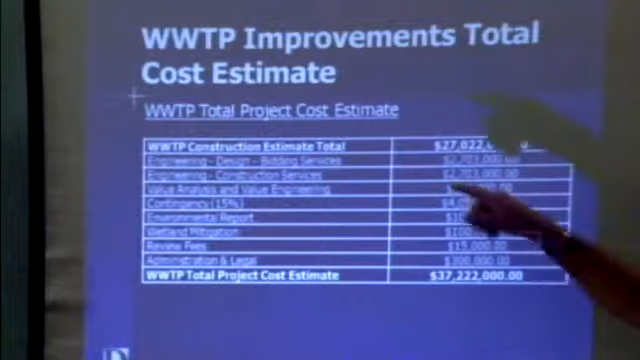 WWTP Improvements Total
Cost Estimate
WWTP Total Project Cost Estimate
WWTP Construction Estimate Total $27,022,
Engineering - Design - Bidding Services $2,703,000.00
Engineering - Construction Services $2,703,000.00
Value Analysis and Value Engineering
Contingency (15%)
Environmental Report
Wetland Mitigation
Review Fees $15,000.00
Administration & Legal $300,000.00
WWTP Total Project Cost Estimate $37,222,000.00